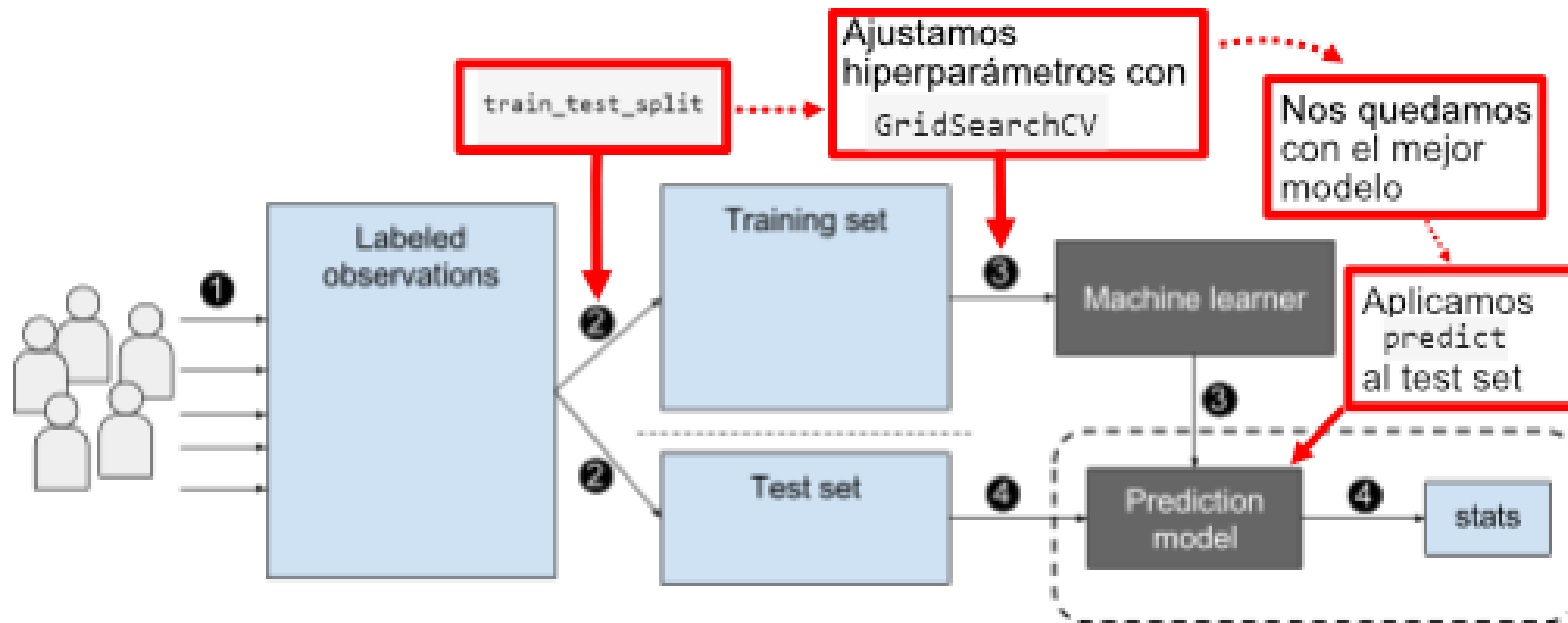 train_test_split
Ajustamos
hiperparámetros con
GridSearchCV
Nos quedamos
con el mejor
modelo
Labeled
observations
Training set
Machine learner
Aplicamos
predict
al test set
1
2
3
3
2
Test set
4
Prediction
model
4
stats